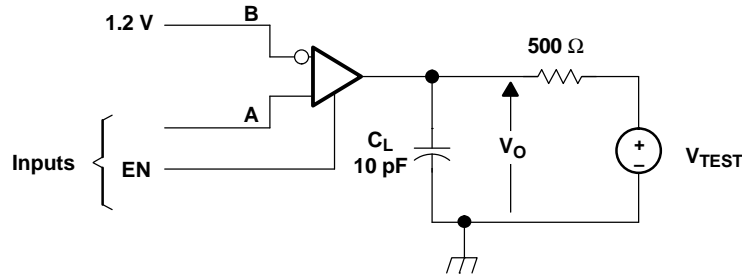 1.2 V
B
500 Ω
A
Inputs
EN
C_L
10 pF
V_O
+
–
V_TEST